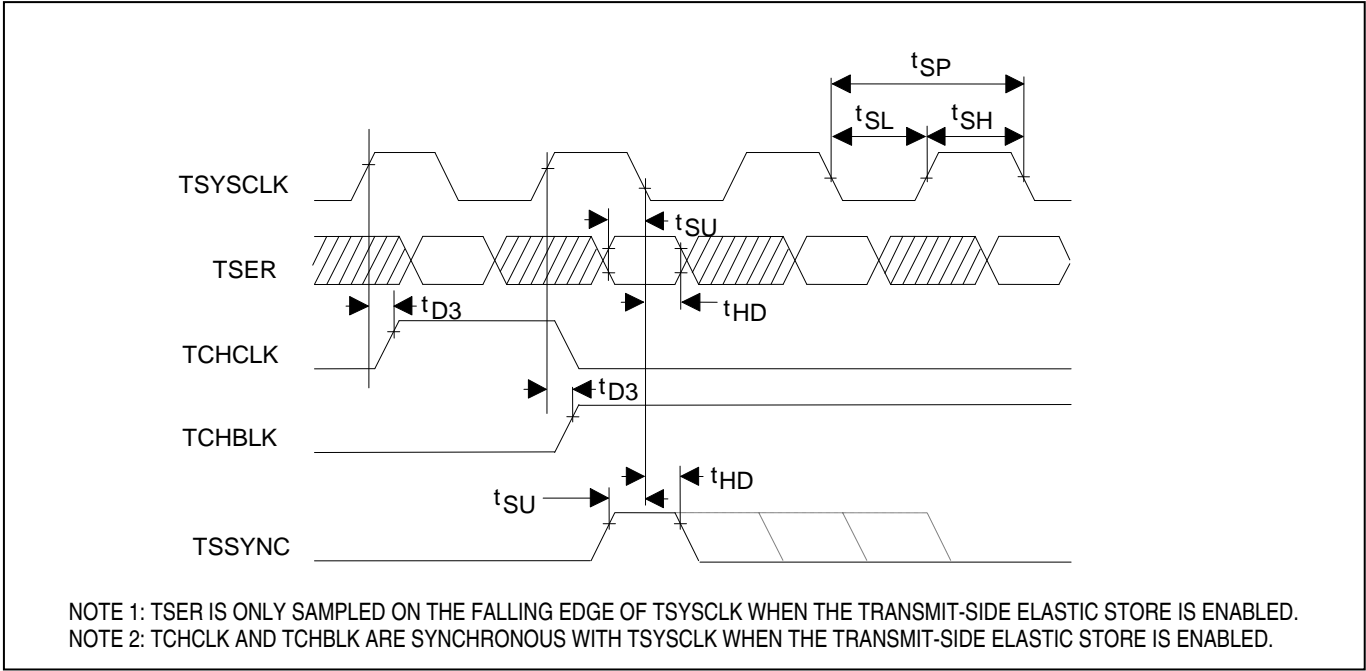 tSP
tSL tSH
TSYSCLK
tSU
TSER
tD3 tHD
TCHCLK
tD3
TCHBLK
tHD
tSU
TSSYNC
NOTE 1: TSER IS ONLY SAMPLED ON THE FALLING EDGE OF TSYSCLK WHEN THE TRANSMIT-SIDE ELASTIC STORE IS ENABLED.
NOTE 2: TCHCLK AND TCHBLK ARE SYNCHRONOUS WITH TSYSCLK WHEN THE TRANSMIT-SIDE ELASTIC STORE IS ENABLED.